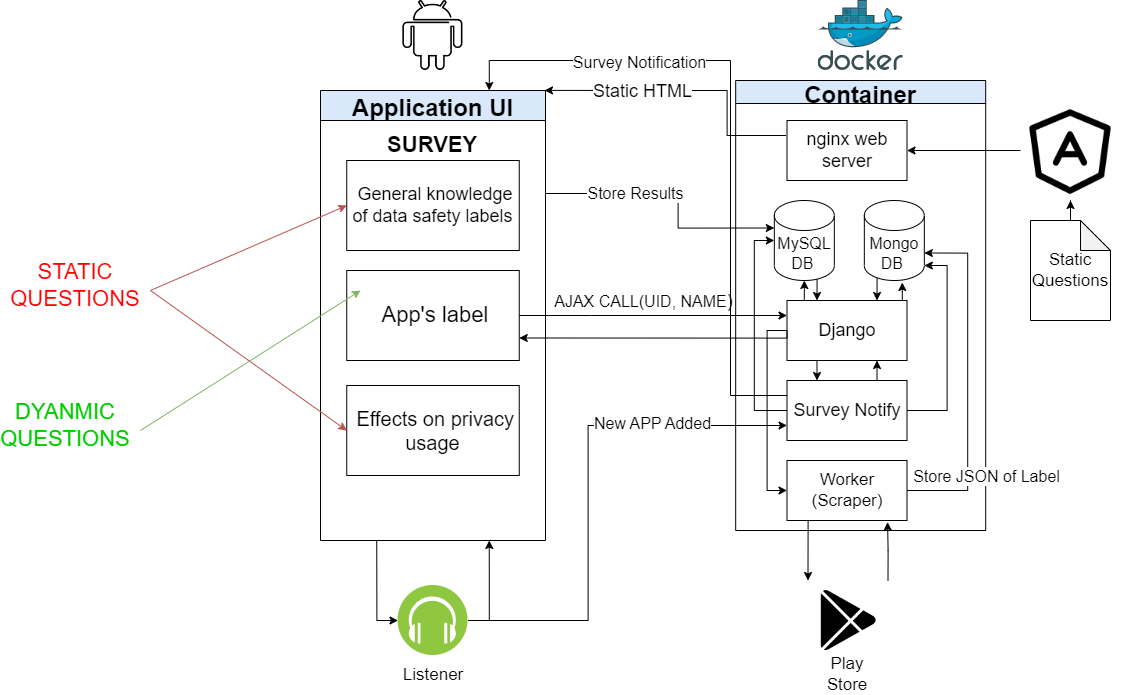 docker
Survey Notification
Static HTML
Application UI
Container
SURVEY
nginx web
server
General knowledge
of data safety labels
Store Results
MySQL
DB
Mongo
DB
Static
Questions
STATIC
QUESTIONS
App's label
AJAX CALL(UID, NAME)
Django
DYANMIC
QUESTIONS
Effects on privacy
usage
New APP Added
Survey Notify
Worker
(Scraper)
Store JSON of Label
Listener
Play
Store